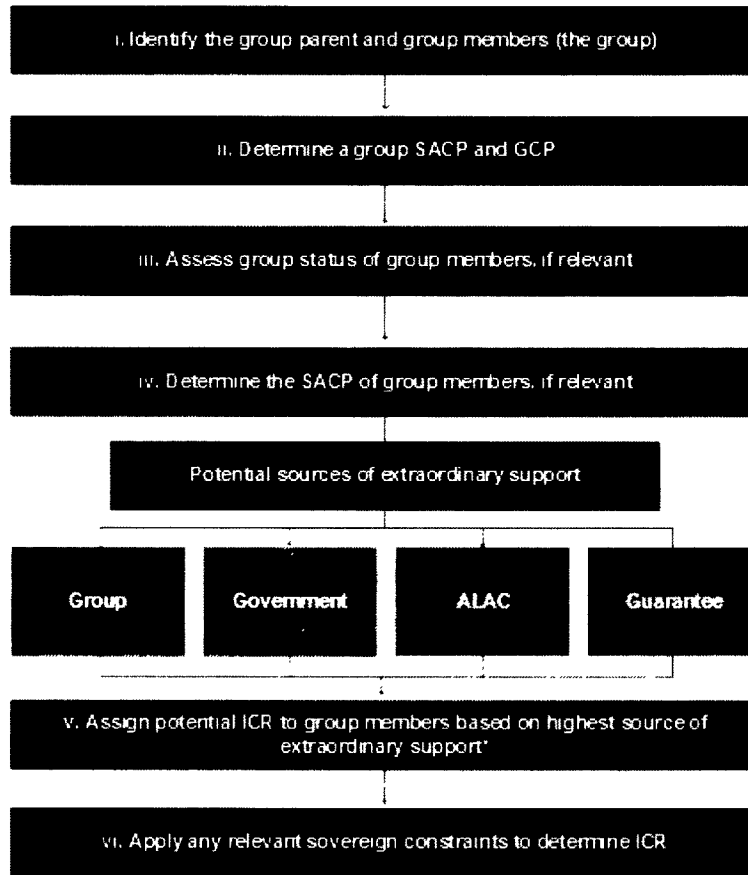 i. Identify the group parent and group members (the group)
ii. Determine a group SACP and GCP
iii. Assess group status of group members, if relevant
iv. Determine the SACP of group members, if relevant
Potential sources of extraordinary support
Group
Government
ALAC
Guarantee
v. Assign potential ICR to group members based on highest source of
extraordinary support*
vi. Apply any relevant sovereign constraints to determine ICR